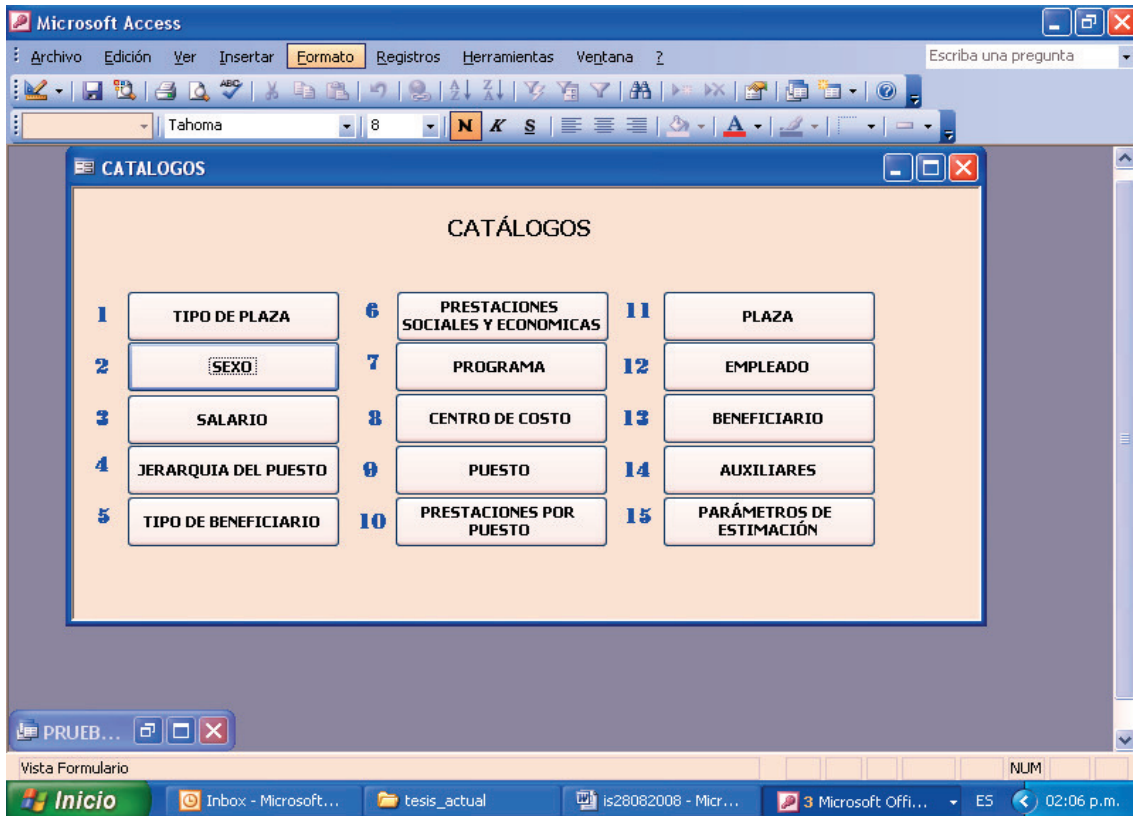 Microsoft Access
Archivo Edición Ver Insertar Formato Registros Herramientas Ventana ?
Escriba una pregunta
Tahoma 8 N K S A
CATALOGOS
CATÁLOGOS
1 TIPO DE PLAZA
2 SEXO
3 SALARIO
4 JERARQUIA DEL PUESTO
5 TIPO DE BENEFICIARIO
6 PRESTACIONES
SOCIALES Y ECONOMICAS
7 PROGRAMA
8 CENTRO DE COSTO
9 PUESTO
10 PRESTACIONES POR
PUESTO
11 PLAZA
12 EMPLEADO
13 BENEFICIARIO
14 AUXILIARES
15 PARÁMETROS DE
ESTIMACIÓN
PRUEB...
Vista Formulario NUM
Inicio Inbox - Microsoft... tesis_actual is28082008 - Micr... 3 Microsoft Offi... ES 02:06 p.m.